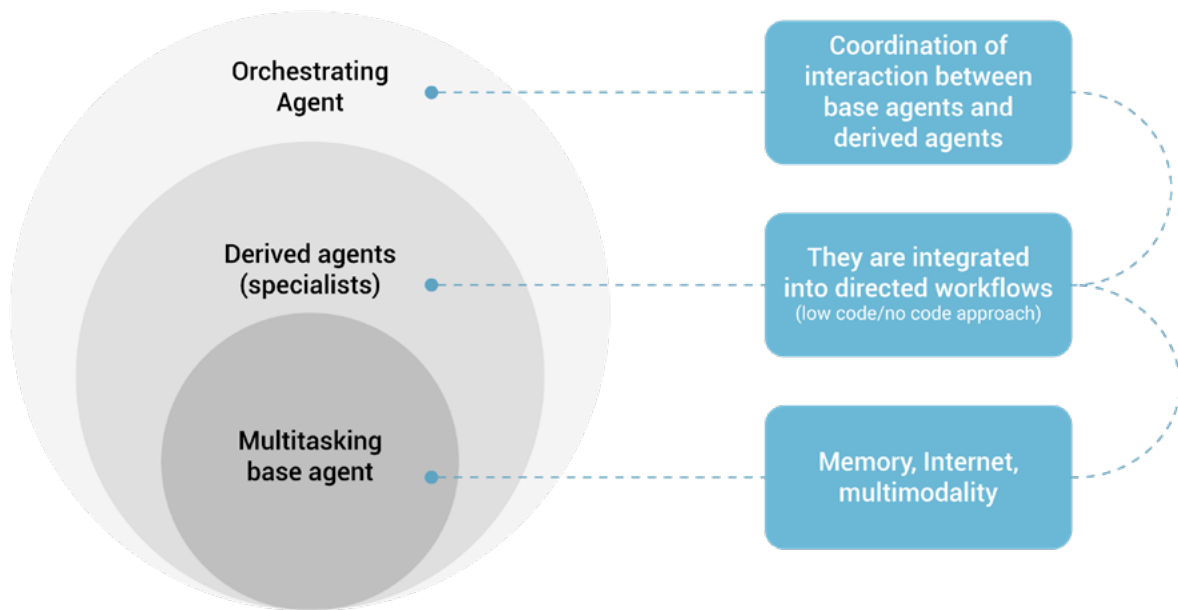 Orchestrating
Agent
Coordination of
interaction between
base agents and
derived agents
Derived agents
(specialists)
They are integrated
into directed workflows
(low code/no code approach)
Multitasking
base agent
Memory, Internet,
multimodality